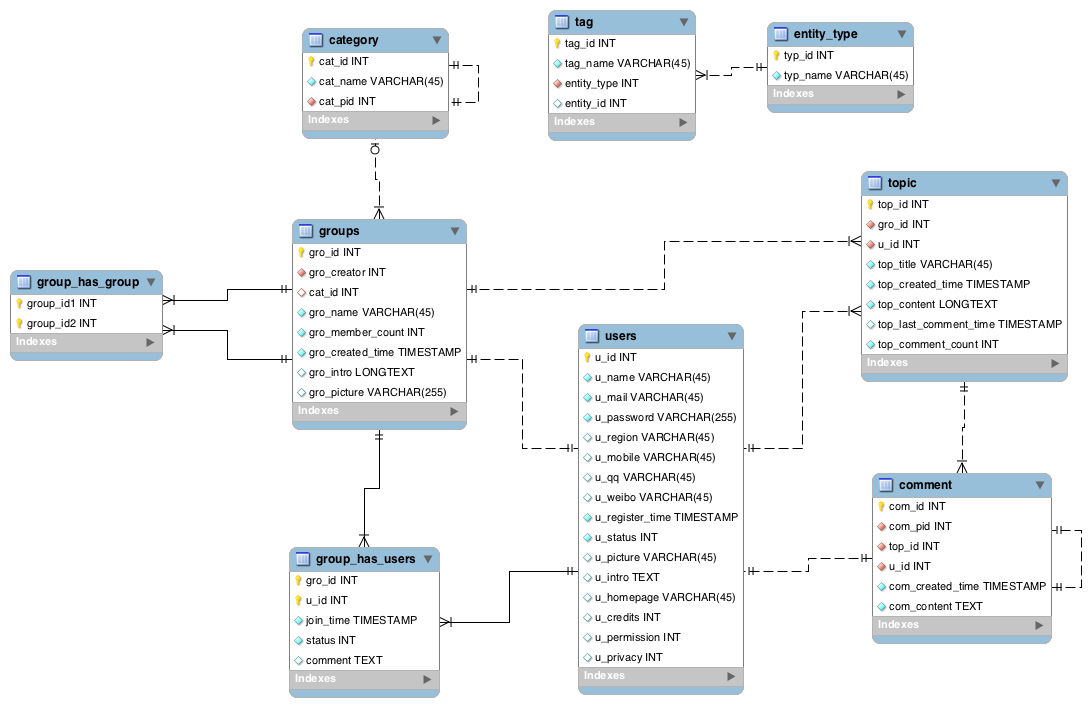 category
cat_id INT
cat_name VARCHAR(45)
cat_pid INT
Indexes
tag
tag_id INT
tag_name VARCHAR(45)
entity_type INT
entity_id INT
Indexes
entity_type
typ_id INT
typ_name VARCHAR(45)
Indexes
topic
top_id INT
gro_id INT
u_id INT
top_title VARCHAR(45)
top_created_time TIMESTAMP
top_content LONGTEXT
top_last_comment_time TIMESTAMP
top_comment_count INT
Indexes
groups
gro_id INT
gro_creator INT
cat_id INT
gro_name VARCHAR(45)
gro_member_count INT
gro_created_time TIMESTAMP
gro_intro LONGTEXT
gro_picture VARCHAR(255)
Indexes
group_has_group
group_id1 INT
group_id2 INT
Indexes
users
u_id INT
u_name VARCHAR(45)
u_mail VARCHAR(45)
u_password VARCHAR(255)
u_region VARCHAR(45)
u_mobile VARCHAR(45)
u_qq VARCHAR(45)
u_weibo VARCHAR(45)
u_register_time TIMESTAMP
u_status INT
u_picture VARCHAR(45)
u_intro TEXT
u_homepage VARCHAR(45)
u_credits INT
u_permission INT
u_privacy INT
Indexes
comment
com_id INT
com_pid INT
top_id INT
u_id INT
com_created_time TIMESTAMP
com_content TEXT
Indexes
group_has_users
gro_id INT
u_id INT
join_time TIMESTAMP
status INT
comment TEXT
Indexes